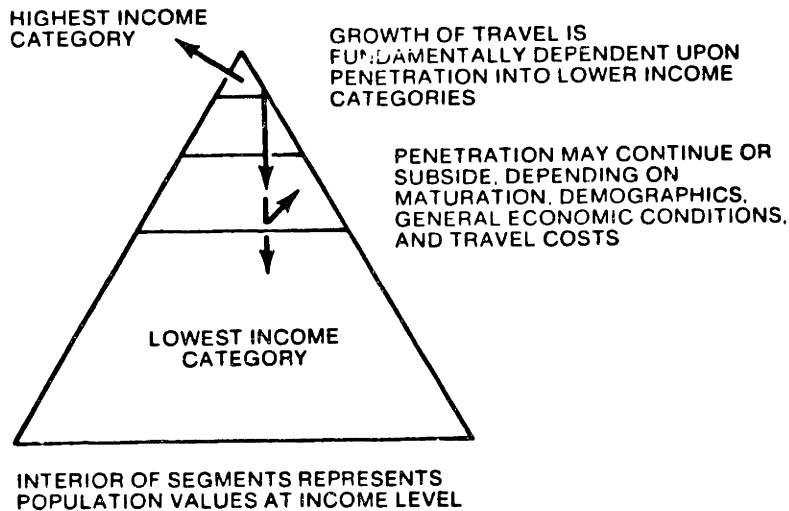 HIGHEST INCOME
CATEGORY
GROWTH OF TRAVEL IS
FUNDAMENTALLY DEPENDENT UPON
PENETRATION INTO LOWER INCOME
CATEGORIES
PENETRATION MAY CONTINUE OR
SUBSIDE, DEPENDING ON
MATURATION, DEMOGRAPHICS,
GENERAL ECONOMIC CONDITIONS,
AND TRAVEL COSTS
LOWEST INCOME
CATEGORY
INTERIOR OF SEGMENTS REPRESENTS
POPULATION VALUES AT INCOME LEVEL